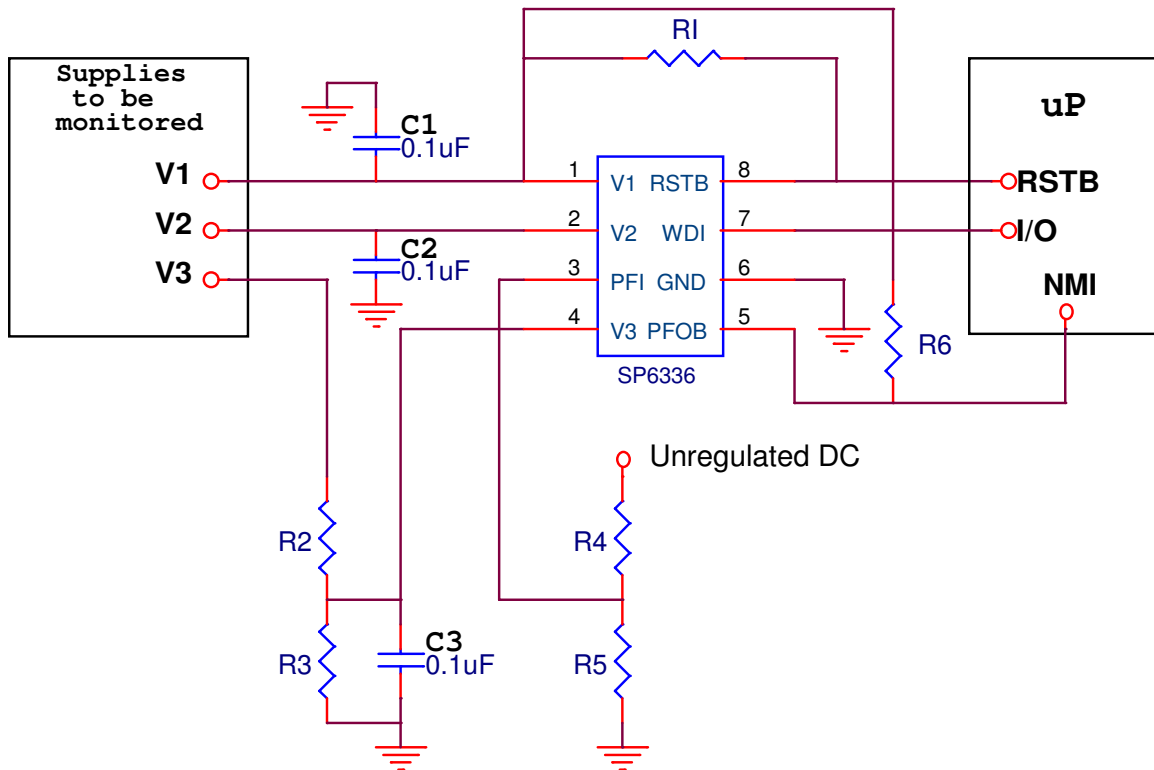 RI
Supplies
to be
monitored
uP
C1
0.1uF
V1
1
V1
RSTB
8
RSTB
V2
2
V2
WDI
7
I/O
C2
0.1uF
V3
3
PFI
GND
6
NMI
4
V3
PFOB
5
R6
SP6336
Unregulated DC
R2
R4
C3
0.1uF
R3
R5